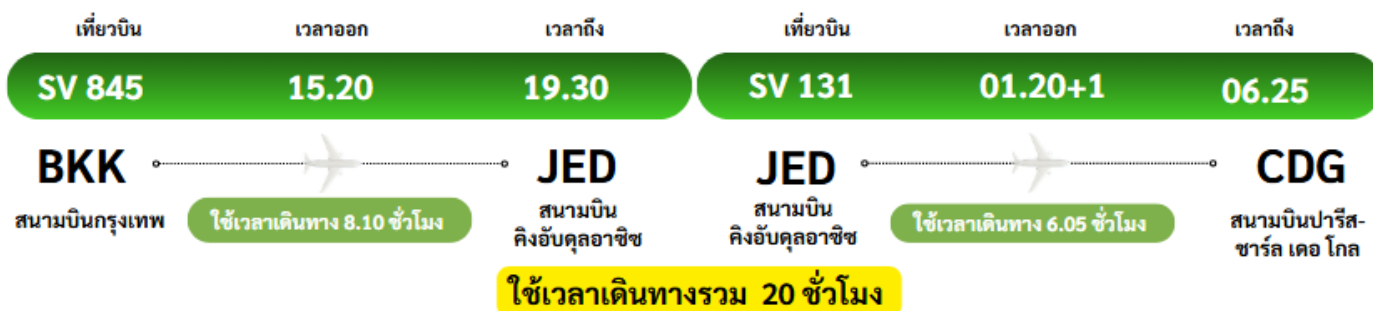 เที่ยวบิน เวลาออก เวลาถึง เที่ยวบิน เวลาออก เวลาถึง
SV 845 15.20 19.30 SV 131 01.20+1 06.25
BKK JED JED CDG
สนามบินกรุงเทพ ใช้เวลาเดินทาง 8.10 ชั่วโมง สนามบิน สนามบิน ใช้เวลาเดินทาง 6.05 ชั่วโมง สนามบินปารีส-
คิงอับดุลอาซิซ คิงอับดุลอาซิซ ชาร์ล เดอ โกล
ใช้เวลาเดินทางรวม 20 ชั่วโมง